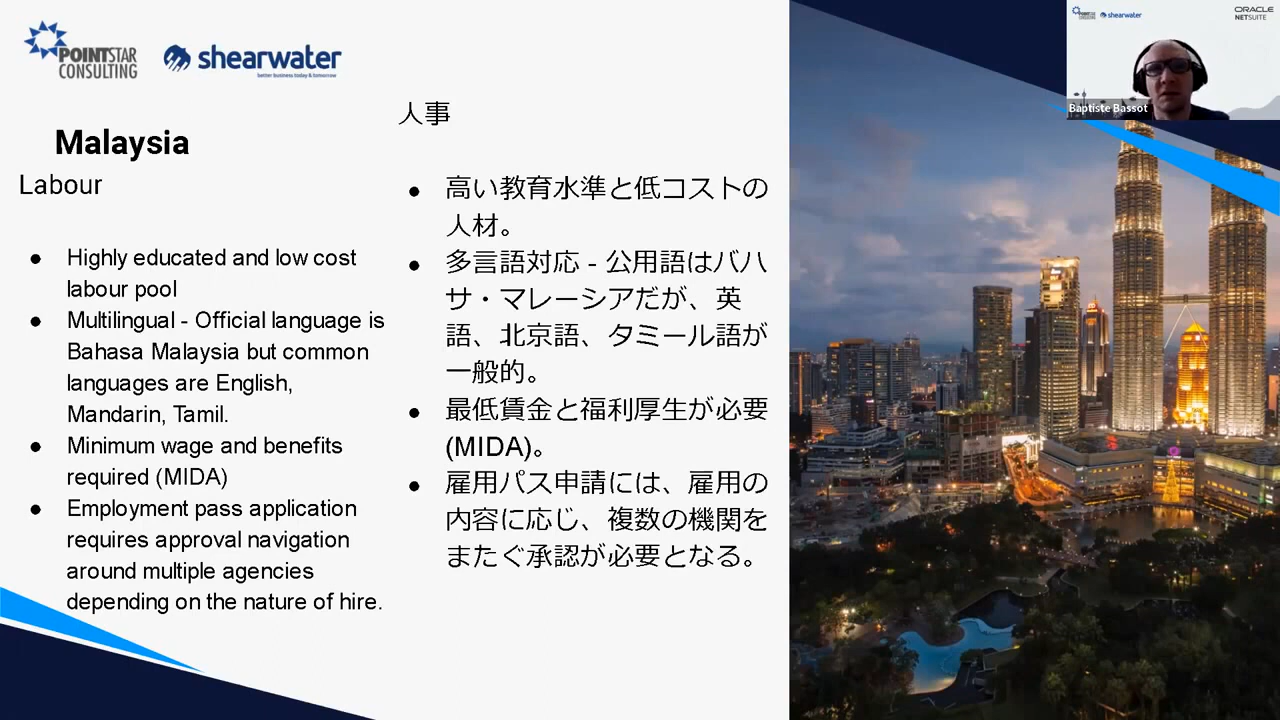 POINTSTAR
CONSULTING
shearwater
better business today & tomorrow
Malaysia
Labour
● Highly educated and low cost
labour pool
● Multilingual - Official language is
Bahasa Malaysia but common
languages are English,
Mandarin, Tamil.
● Minimum wage and benefits
required (MIDA)
● Employment pass application
requires approval navigation
around multiple agencies
depending on the nature of hire.
人事
● 高い教育水準と低コストの
人材。
● 多言語対応 - 公用語はバハ
サ・マレーシアだが、英
語、北京語、タミール語が
一般的。
● 最低賃金と福利厚生が必要
(MIDA)。
● 雇用パス申請には、雇用の
内容に応じ、複数の機関を
またぐ承認が必要となる。
shearwater
ORACLE
NETSUITE
Baptiste Bassot